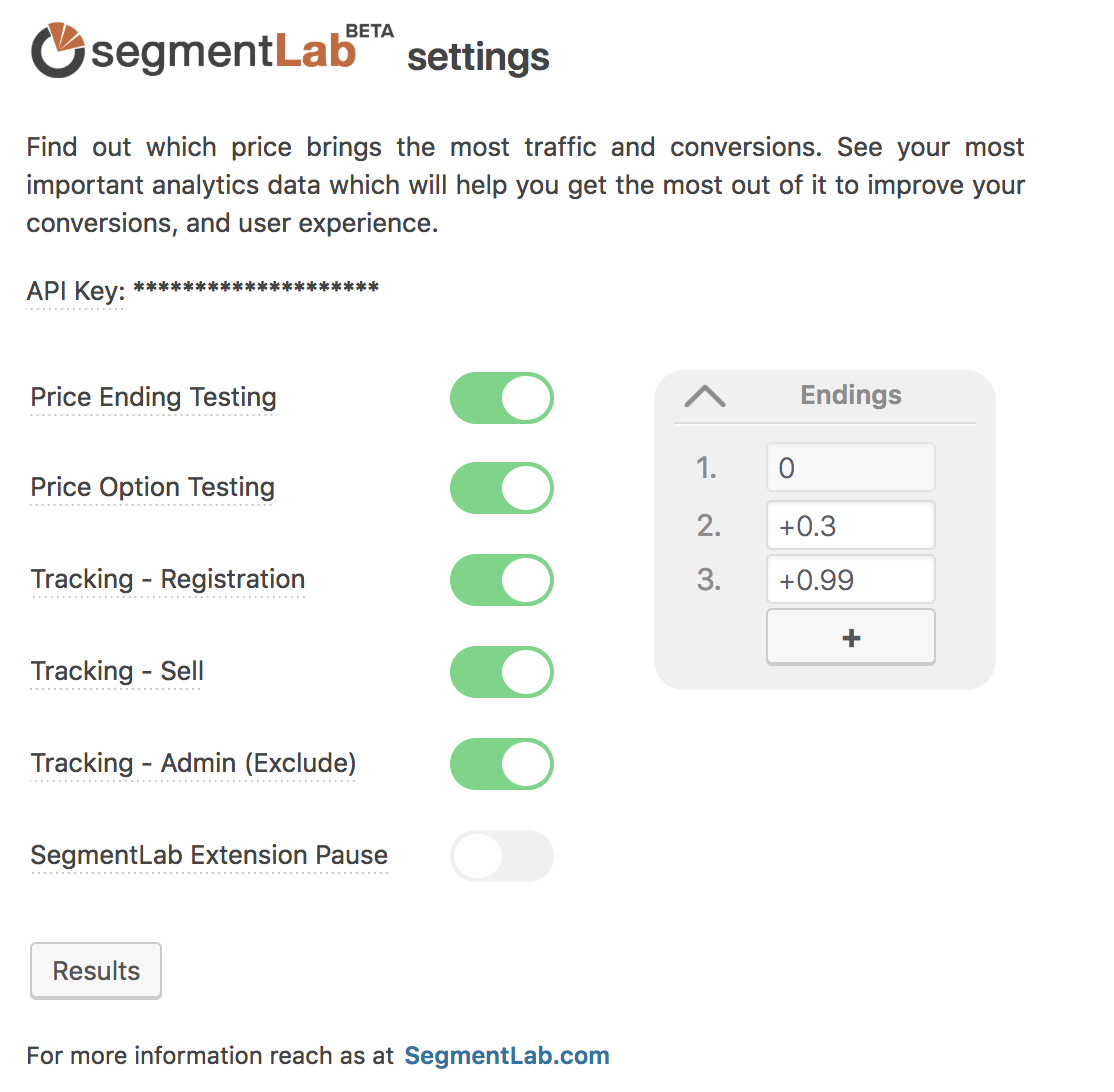 segmentLab BETA settings
Find out which price brings the most traffic and conversions. See your most
important analytics data which will help you get the most out of it to improve your
conversions, and user experience.
API Key: ********************
Price Ending Testing
Price Option Testing
Tracking - Registration
Tracking - Sell
Tracking - Admin (Exclude)
SegmentLab Extension Pause
Endings
1. 0
2. +0.3
3. +0.99
+
Results
For more information reach as at SegmentLab.com